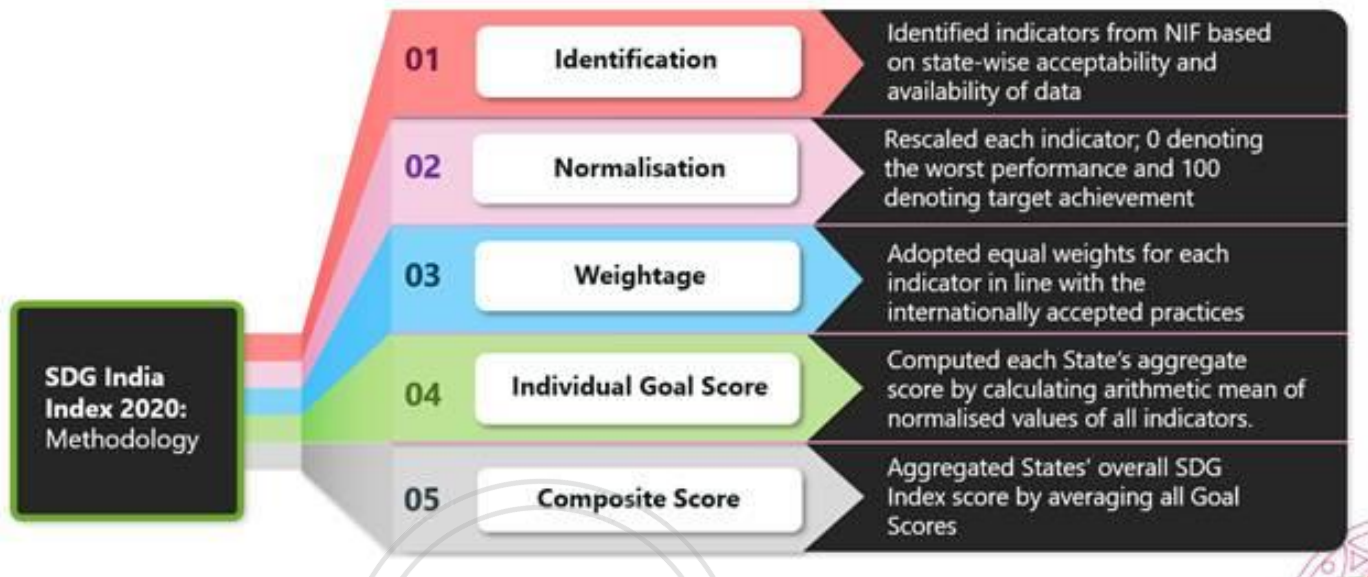 SDG India
Index 2020:
Methodology
01
Identification
Identified indicators from NIF based
on state-wise acceptability and
availability of data
02
Normalisation
Rescaled each indicator; 0 denoting
the worst performance and 100
denoting target achievement
03
Weightage
Adopted equal weights for each
indicator in line with the
internationally accepted practices
04
Individual Goal Score
Computed each State's aggregate
score by calculating arithmetic mean of
normalised values of all indicators.
05
Composite Score
Aggregated States' overall SDG
Index score by averaging all Goal
Scores